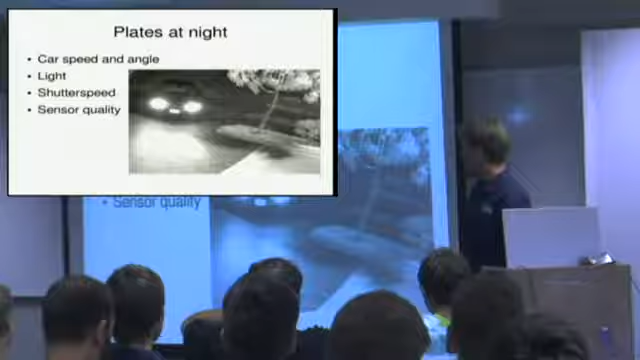 Plates at night
• Car speed and angle
• Light
• Shutterspeed
• Sensor quality
• Sensor quality